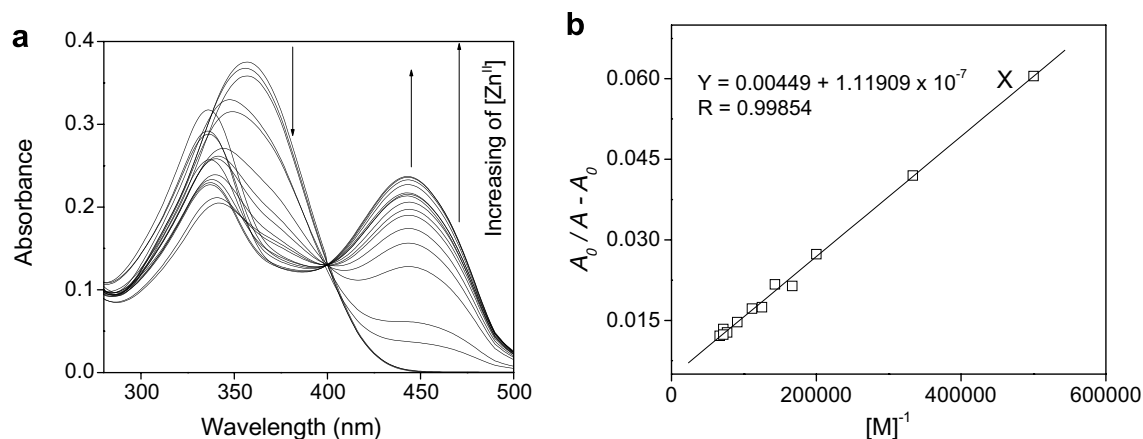 a
0.4
0.3
0.2
0.1
0.0
Absorbance
300
350
400
450
500
Wavelength (nm)
Increasing of [Zn^II]
b
Y = 0.00449 + 1.11909 x 10^-7 X
R = 0.99854
0.060
0.045
0.030
0.015
A_0 / A - A_0
0
200000
400000
600000
[M]^-1